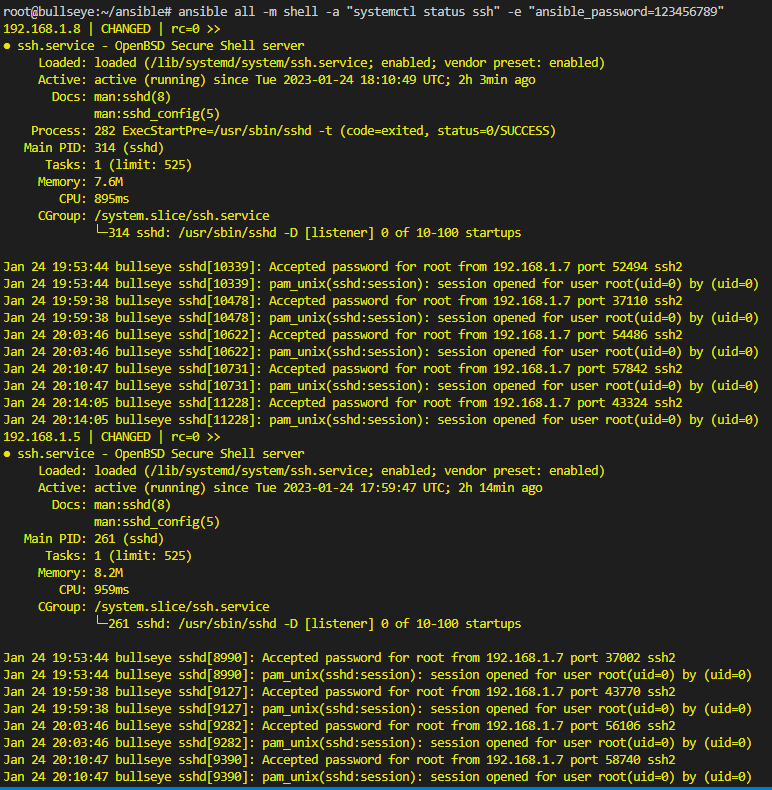 root@bullseye:~/ansible# ansible all -m shell -a "systemctl status ssh" -e "ansible_password=123456789"
192.168.1.8 | CHANGED | rc=0 >>
● ssh.service - OpenBSD Secure Shell server
     Loaded: loaded (/lib/systemd/system/ssh.service; enabled; vendor preset: enabled)
     Active: active (running) since Tue 2023-01-24 18:10:49 UTC; 2h 3min ago
       Docs: man:sshd(8)
             man:sshd_config(5)
    Process: 282 ExecStartPre=/usr/sbin/sshd -t (code=exited, status=0/SUCCESS)
   Main PID: 314 (sshd)
      Tasks: 1 (limit: 525)
     Memory: 7.6M
        CPU: 895ms
     CGroup: /system.slice/ssh.service
             └─314 sshd: /usr/sbin/sshd -D [listener] 0 of 10-100 startups

Jan 24 19:53:44 bullseye sshd[10339]: Accepted password for root from 192.168.1.7 port 52494 ssh2
Jan 24 19:53:44 bullseye sshd[10339]: pam_unix(sshd:session): session opened for user root(uid=0) by (uid=0)
Jan 24 19:59:38 bullseye sshd[10478]: Accepted password for root from 192.168.1.7 port 37110 ssh2
Jan 24 19:59:38 bullseye sshd[10478]: pam_unix(sshd:session): session opened for user root(uid=0) by (uid=0)
Jan 24 20:03:46 bullseye sshd[10622]: Accepted password for root from 192.168.1.7 port 54486 ssh2
Jan 24 20:03:46 bullseye sshd[10622]: pam_unix(sshd:session): session opened for user root(uid=0) by (uid=0)
Jan 24 20:10:47 bullseye sshd[10731]: Accepted password for root from 192.168.1.7 port 57842 ssh2
Jan 24 20:10:47 bullseye sshd[10731]: pam_unix(sshd:session): session opened for user root(uid=0) by (uid=0)
Jan 24 20:14:05 bullseye sshd[11228]: Accepted password for root from 192.168.1.7 port 43324 ssh2
Jan 24 20:14:05 bullseye sshd[11228]: pam_unix(sshd:session): session opened for user root(uid=0) by (uid=0)
192.168.1.5 | CHANGED | rc=0 >>
● ssh.service - OpenBSD Secure Shell server
     Loaded: loaded (/lib/systemd/system/ssh.service; enabled; vendor preset: enabled)
     Active: active (running) since Tue 2023-01-24 17:59:47 UTC; 2h 14min ago
       Docs: man:sshd(8)
             man:sshd_config(5)
   Main PID: 261 (sshd)
      Tasks: 1 (limit: 525)
     Memory: 8.2M
        CPU: 959ms
     CGroup: /system.slice/ssh.service
             └─261 sshd: /usr/sbin/sshd -D [listener] 0 of 10-100 startups

Jan 24 19:53:44 bullseye sshd[8990]: Accepted password for root from 192.168.1.7 port 37002 ssh2
Jan 24 19:53:44 bullseye sshd[8990]: pam_unix(sshd:session): session opened for user root(uid=0) by (uid=0)
Jan 24 19:59:38 bullseye sshd[9127]: Accepted password for root from 192.168.1.7 port 43770 ssh2
Jan 24 19:59:38 bullseye sshd[9127]: pam_unix(sshd:session): session opened for user root(uid=0) by (uid=0)
Jan 24 20:03:46 bullseye sshd[9282]: Accepted password for root from 192.168.1.7 port 56106 ssh2
Jan 24 20:03:46 bullseye sshd[9282]: pam_unix(sshd:session): session opened for user root(uid=0) by (uid=0)
Jan 24 20:10:47 bullseye sshd[9390]: Accepted password for root from 192.168.1.7 port 58740 ssh2
Jan 24 20:10:47 bullseye sshd[9390]: pam_unix(sshd:session): session opened for user root(uid=0) by (uid=0)